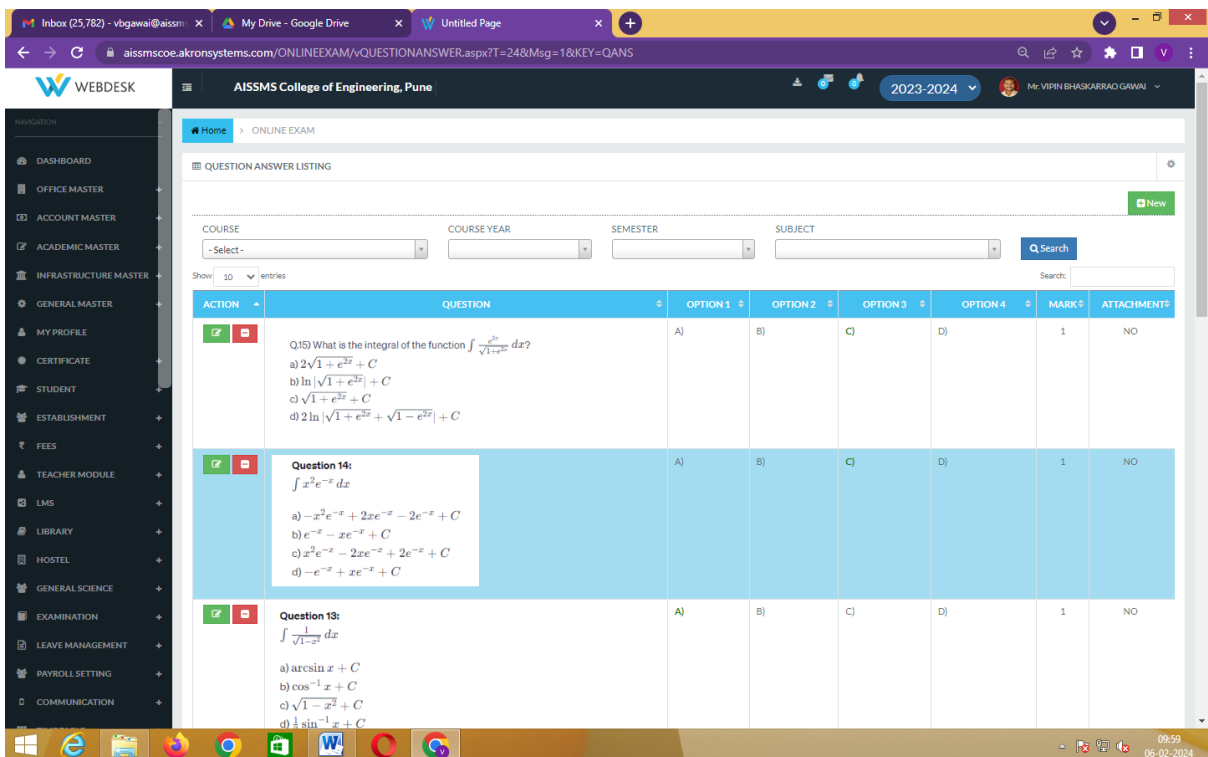 Inbox (25,782) - vbgawai@aissm
My Drive - Google Drive
Untitled Page
aissmscoe.akronsystems.com/ONLINEEXAM/vQUESTIONANSWER.aspx?T=24&Msg=1&KEY=QANS
V
WEBDESK
AISSMS College of Engineering, Pune
0
0
2023-2024
Mr. VIPIN BHASKARRAO GAWAI
NAVIGATION
DASHBOARD
OFFICE MASTER +
ACCOUNT MASTER +
ACADEMIC MASTER +
INFRASTRUCTURE MASTER +
GENERAL MASTER +
MY PROFILE
CERTIFICATE +
STUDENT +
ESTABLISHMENT +
FEES +
TEACHER MODULE +
LMS +
LIBRARY +
HOSTEL +
GENERAL SCIENCE +
EXAMINATION +
LEAVE MANAGEMENT +
PAYROLL SETTING +
COMMUNICATION +
Home > ONLINE EXAM
QUESTION ANSWER LISTING
New
COURSE COURSE YEAR SEMESTER SUBJECT
- Select -
Search
Show 10 entries
Search:
ACTION QUESTION OPTION 1 OPTION 2 OPTION 3 OPTION 4 MARK ATTACHMENT
A) B) C) D) 1 NO
Q.15) What is the integral of the function ∫ e^{2x}/√(1+e^{2x}) dx?
a) 2√(1 + e^{2x}) + C
b) ln |√(1 + e^{2x})| + C
c) √(1 + e^{2x}) + C
d) 2 ln |√(1 + e^{2x}) + √(1 − e^{2x})| + C
A) B) C) D) 1 NO
Question 14:
∫ x²e^{−x} dx
a) −x²e^{−x} + 2xe^{−x} − 2e^{−x} + C
b) e^{−x} − xe^{−x} + C
c) x²e^{−x} − 2xe^{−x} + 2e^{−x} + C
d) −e^{−x} + xe^{−x} + C
A) B) C) D) 1 NO
Question 13:
∫ 1/√(1−x²) dx
a) arcsin x + C
b) cos⁻¹ x + C
c) √(1 − x²) + C
sin⁻¹ x + C
09:59
06-02-2024